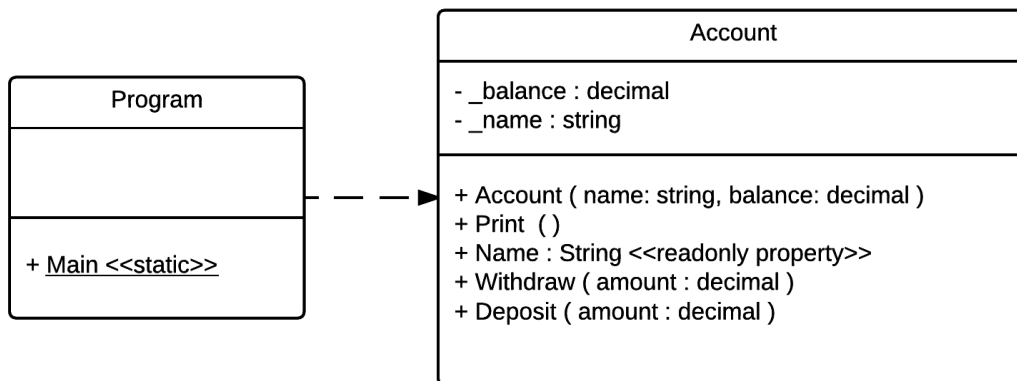 Program
+ Main <<static>>
Account
- _balance : decimal
- _name : string
+ Account ( name: string, balance: decimal )
+ Print ( )
+ Name : String <<readonly property>>
+ Withdraw ( amount : decimal )
+ Deposit ( amount : decimal )